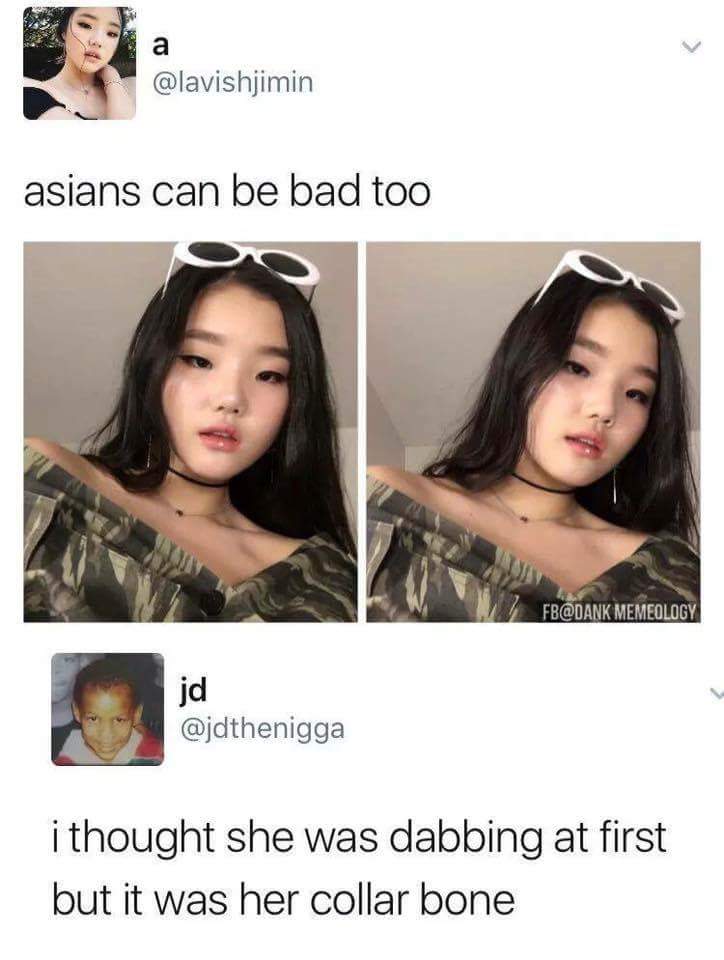 a
@lavishjimin
asians can be bad too
FB@DANK MEMEOLOGY
jd
@jdthenigga
i thought she was dabbing at first
but it was her collar bone